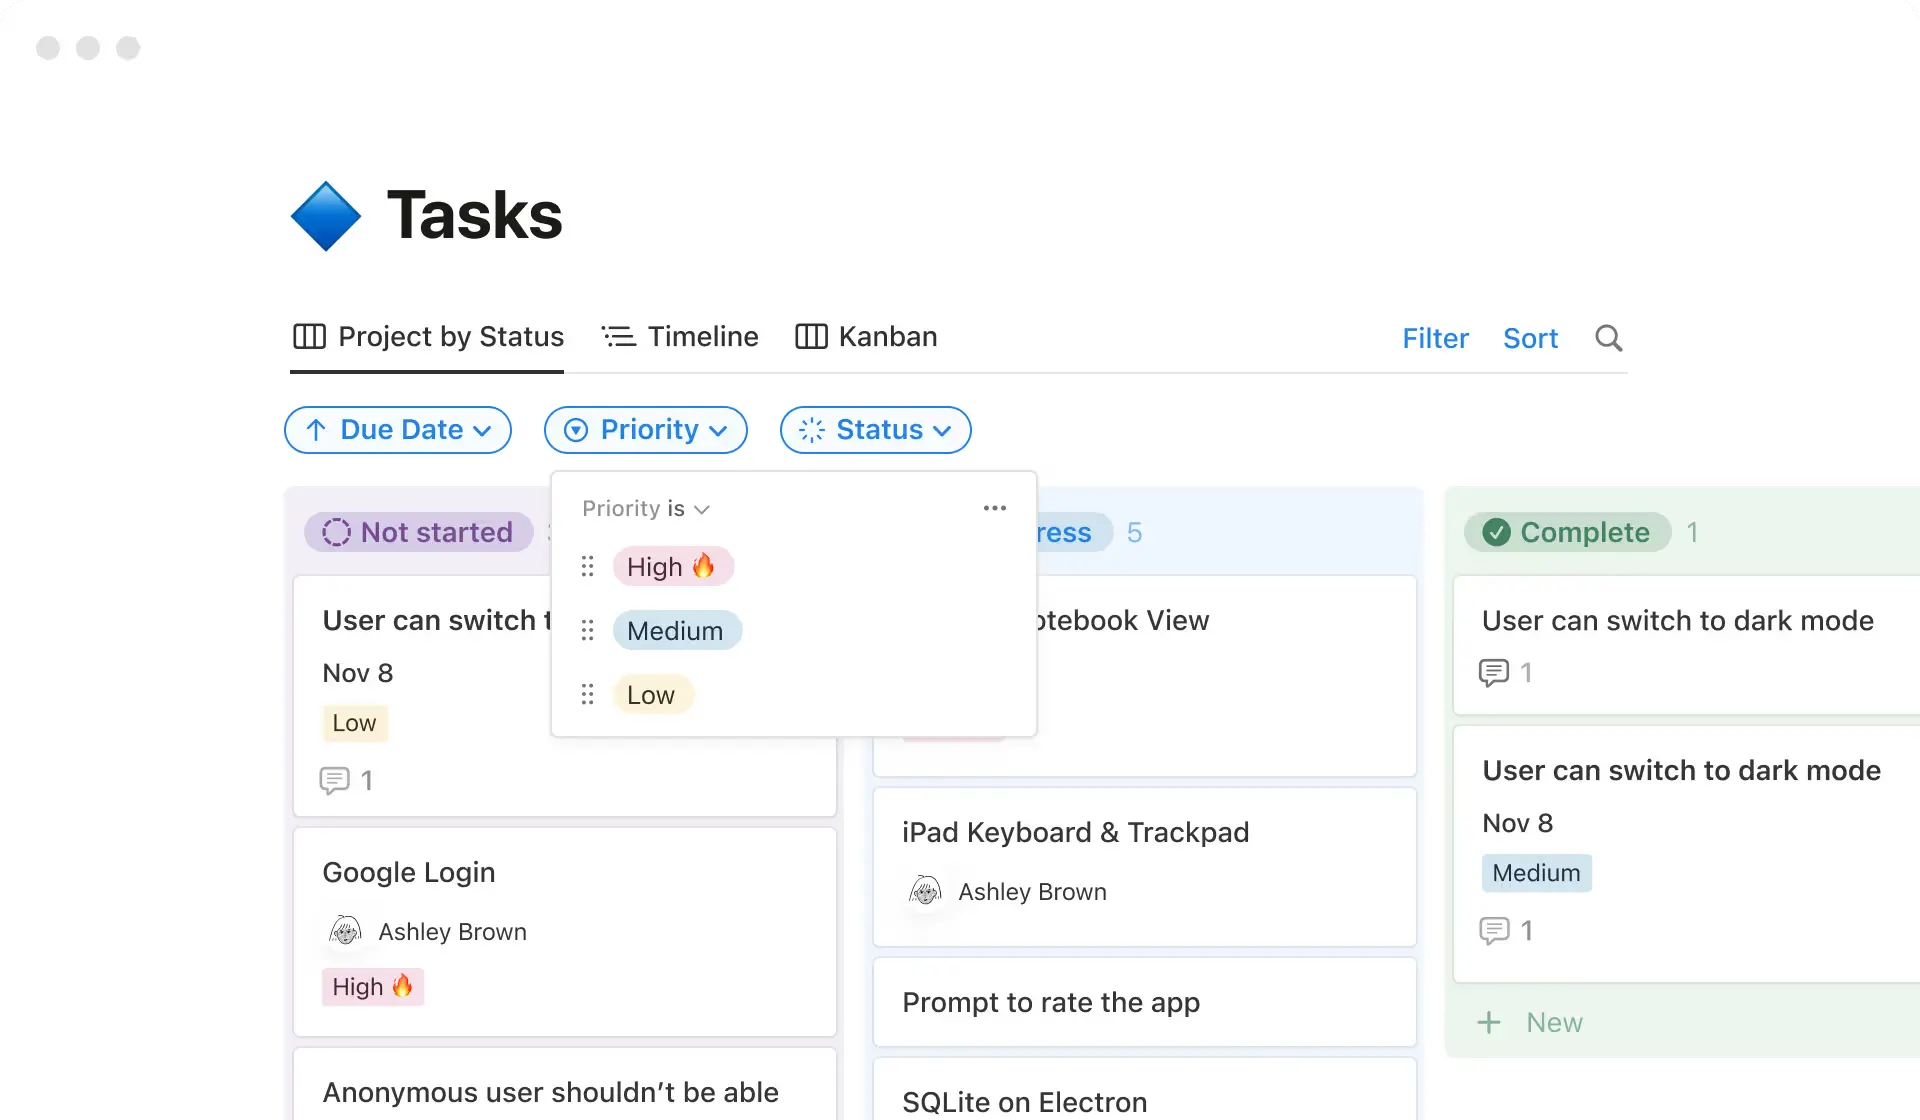 Tasks
Project by Status
Timeline
Kanban
Filter
Sort
Due Date
Priority
Status
Priority is
High 🔥
Medium
Low
Not started
User can switch
Nov 8
Low
1
Google Login
Ashley Brown
High 🔥
Anonymous user shouldn’t be able
5
View
iPad Keyboard & Trackpad
Ashley Brown
Prompt to rate the app
SQLite on Electron
Complete 1
User can switch to dark mode
1
User can switch to dark mode
Nov 8
Medium
1
+ New